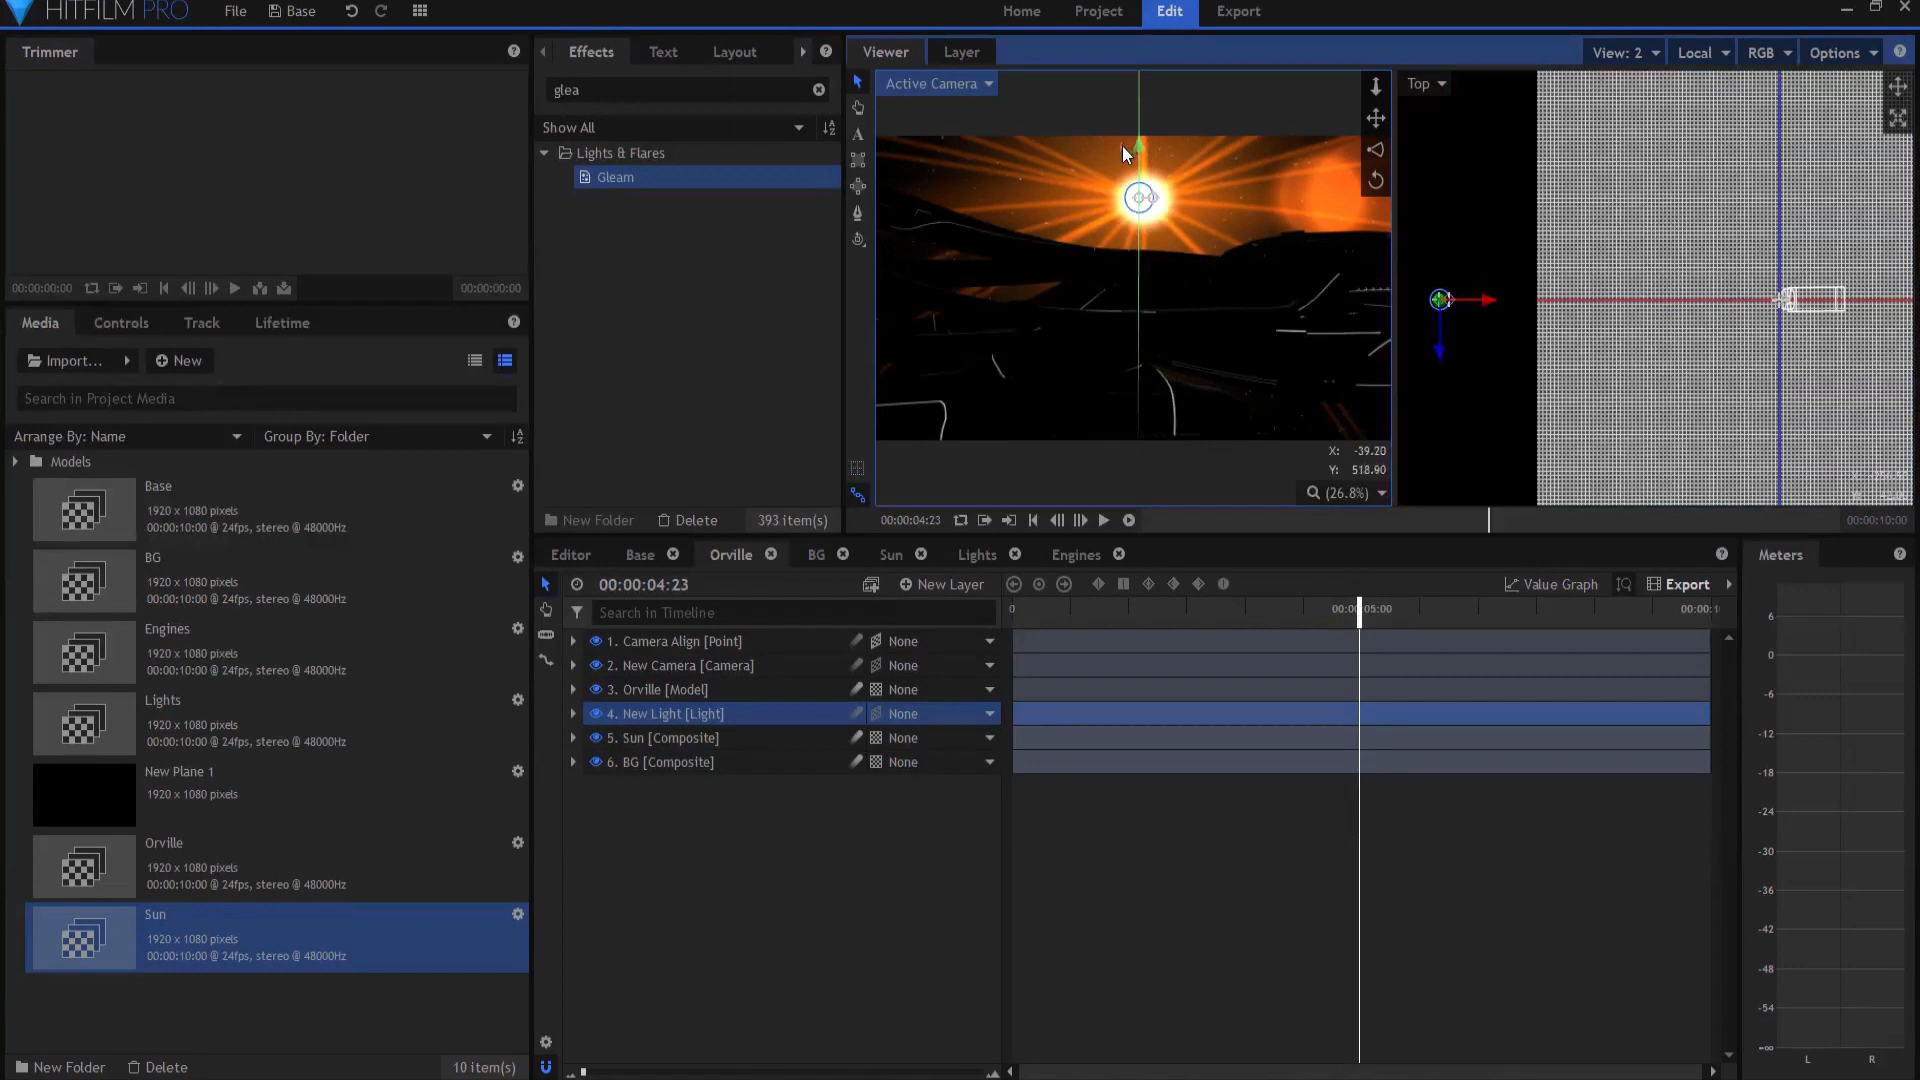 HITFILM PRO
File
Base
Home
Project
Edit
Export
Trimmer
00:00:00:00
00:00:00:00
Media
Controls
Track
Lifetime
Import...
New
Search in Project Media
Arrange By: Name
Group By: Folder
Models
Base
1920 x 1080 pixels
00:00:10:00 @ 24fps, stereo @ 48000Hz
BG
1920 x 1080 pixels
00:00:10:00 @ 24fps, stereo @ 48000Hz
Engines
1920 x 1080 pixels
00:00:10:00 @ 24fps, stereo @ 48000Hz
Lights
1920 x 1080 pixels
00:00:10:00 @ 24fps, stereo @ 48000Hz
New Plane 1
1920 x 1080 pixels
Orville
1920 x 1080 pixels
00:00:10:00 @ 24fps, stereo @ 48000Hz
Sun
1920 x 1080 pixels
00:00:10:00 @ 24fps, stereo @ 48000Hz
New Folder
Delete
10 item(s)
Effects
Text
Layout
glea
Show All
Lights & Flares
Gleam
New Folder
Delete
393 item(s)
Viewer
Layer
View: 2
Local
RGB
Options
Active Camera
Top
X: -39.20
Y: 518.90
(26.8%)
00:00:04:23
00:00:10:00
Editor
Base
Orville
BG
Sun
Lights
Engines
00:00:04:23
New Layer
Value Graph
Export
Search in Timeline
0
00:00:05:00
00:00:1
1. Camera Align [Point]
None
2. New Camera [Camera]
None
3. Orville [Model]
None
4. New Light [Light]
None
5. Sun [Composite]
None
6. BG [Composite]
None
Meters
6
0
-6
-12
-18
-24
-30
-36
-42
-48
-54
-∞
L
R